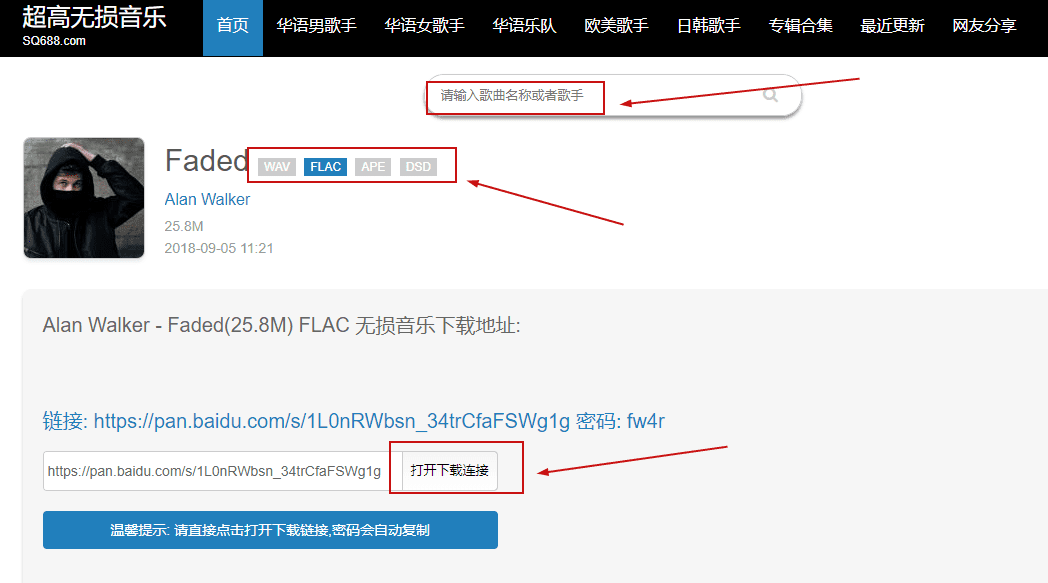 超高无损音乐
SQ688.com
首页 华语男歌手 华语女歌手 华语乐队 欧美歌手 日韩歌手 专辑合集 最近更新 网友分享
请输入歌曲名称或者歌手
Faded WAV FLAC APE DSD
Alan Walker
25.8M
2018-09-05 11:21
Alan Walker - Faded(25.8M) FLAC 无损音乐下载地址:
链接: https://pan.baidu.com/s/1L0nRWbsn_34trCfaFSWg1g 密码: fw4r
https://pan.baidu.com/s/1L0nRWbsn_34trCfaFSWg1g 打开下载连接
温馨提示: 请直接点击打开下载链接,密码会自动复制